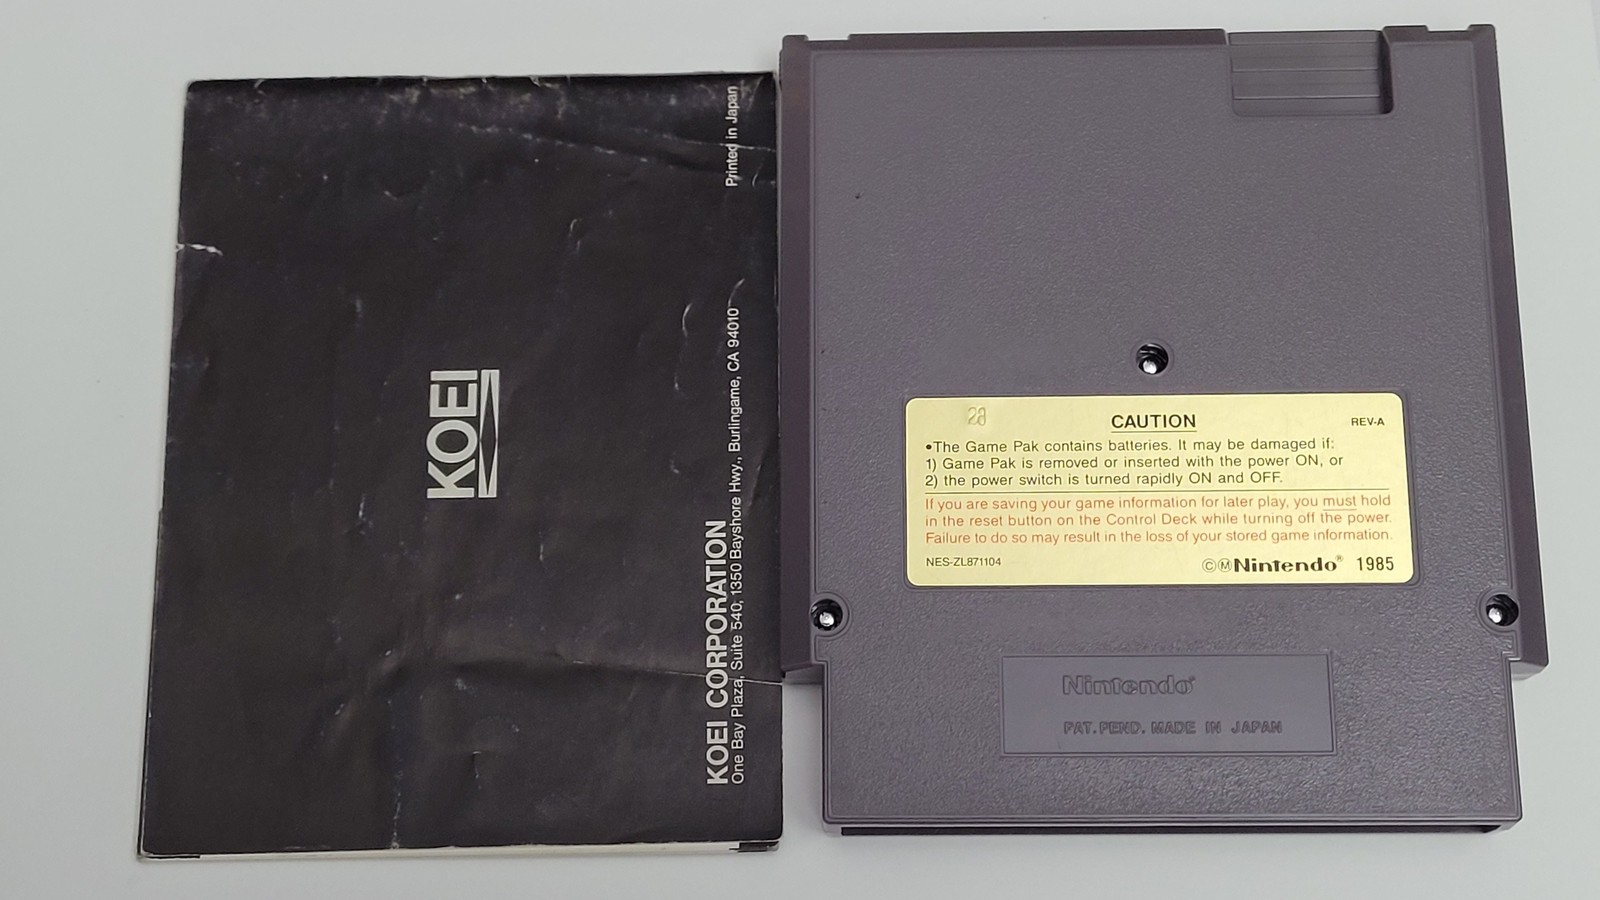 Printed in Japan
KOEI
KOEI CORPORATION
One Bay Plaza, Suite 540, 1350 Bayshore Hwy., Burlingame, CA 94010
28
CAUTION
REV-A
•The Game Pak contains batteries. It may be damaged if:
1) Game Pak is removed or inserted with the power ON, or
2) the power switch is turned rapidly ON and OFF.
If you are saving your game information for later play, you must hold
in the reset button on the Control Deck while turning off the power.
Failure to do so may result in the loss of your stored game information.
NES-ZL871104
ⒸⓂNintendo® 1985
Nintendo®
PAT. PEND. MADE IN JAPAN